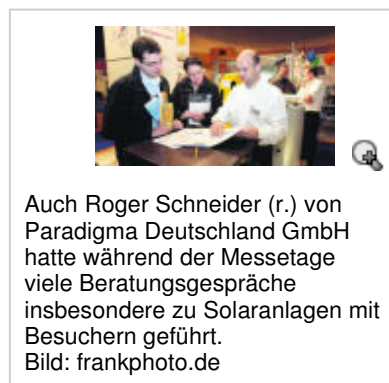 Auch Roger Schneider (r.) von
Paradigma Deutschland GmbH
hatte während der Messetage
viele Beratungsgespräche
insbesondere zu Solaranlagen mit
Besuchern geführt.
Bild: frankphoto.de